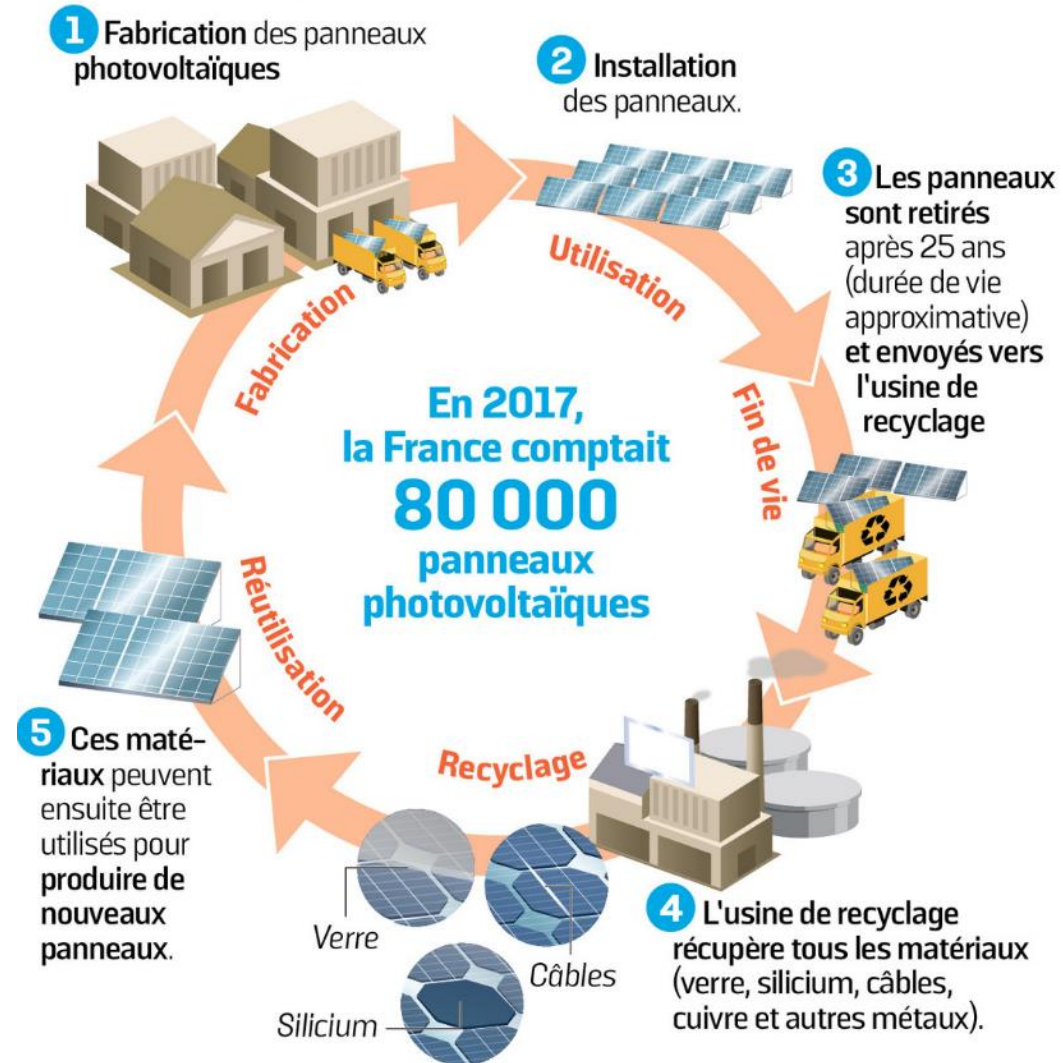 1 Fabrication des panneaux
photovoltaïques
2 Installation
des panneaux.
3 Les panneaux
sont retirés
après 25 ans
(durée de vie
approximative)
et envoyés vers
l'usine de
recyclage
Fabrication
Utilisation
Fin de vie
Recyclage
Réutilisation
En 2017,
la France comptait
80 000
panneaux
photovoltaïques
5 Ces maté-
riaux peuvent
ensuite être
utilisés pour
produire de
nouveaux
panneaux.
Verre
Câbles
Silicium
4 L'usine de recyclage
récupère tous les matériaux
(verre, silicium, câbles,
cuivre et autres métaux).